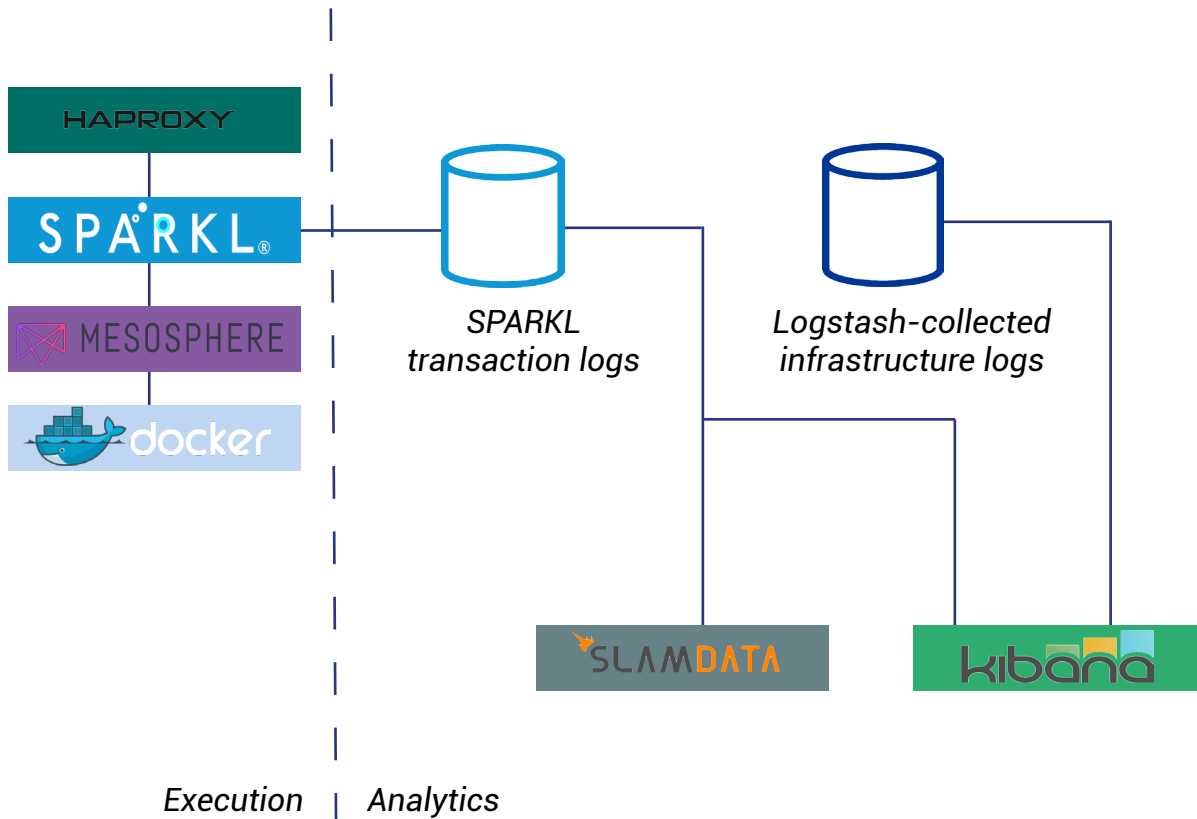 HAPROXY
SPARKL®
MESOSPHERE
docker
SPARKL
transaction logs
Logstash-collected
infrastructure logs
SLAMDATA
kibana
Execution
Analytics